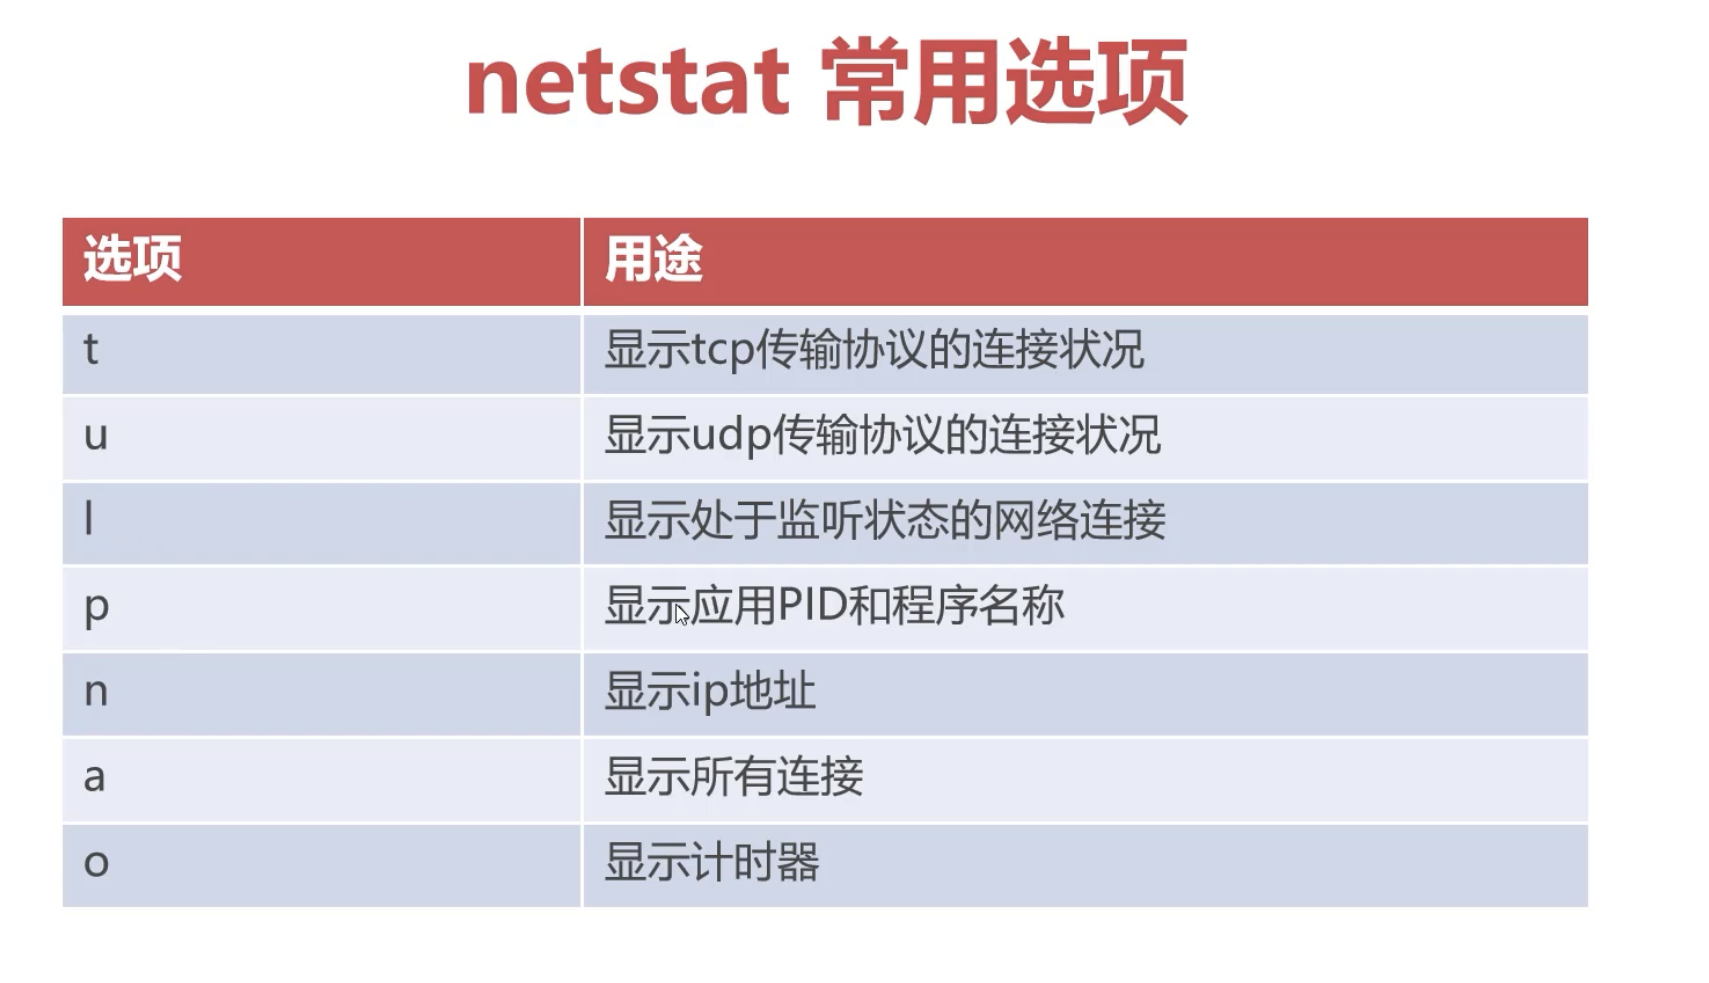 netstat 常用选项
选项 用途
t 显示tcp传输协议的连接状况
u 显示udp传输协议的连接状况
l 显示处于监听状态的网络连接
p 显示应用PID和程序名称
n 显示ip地址
a 显示所有连接
o 显示计时器